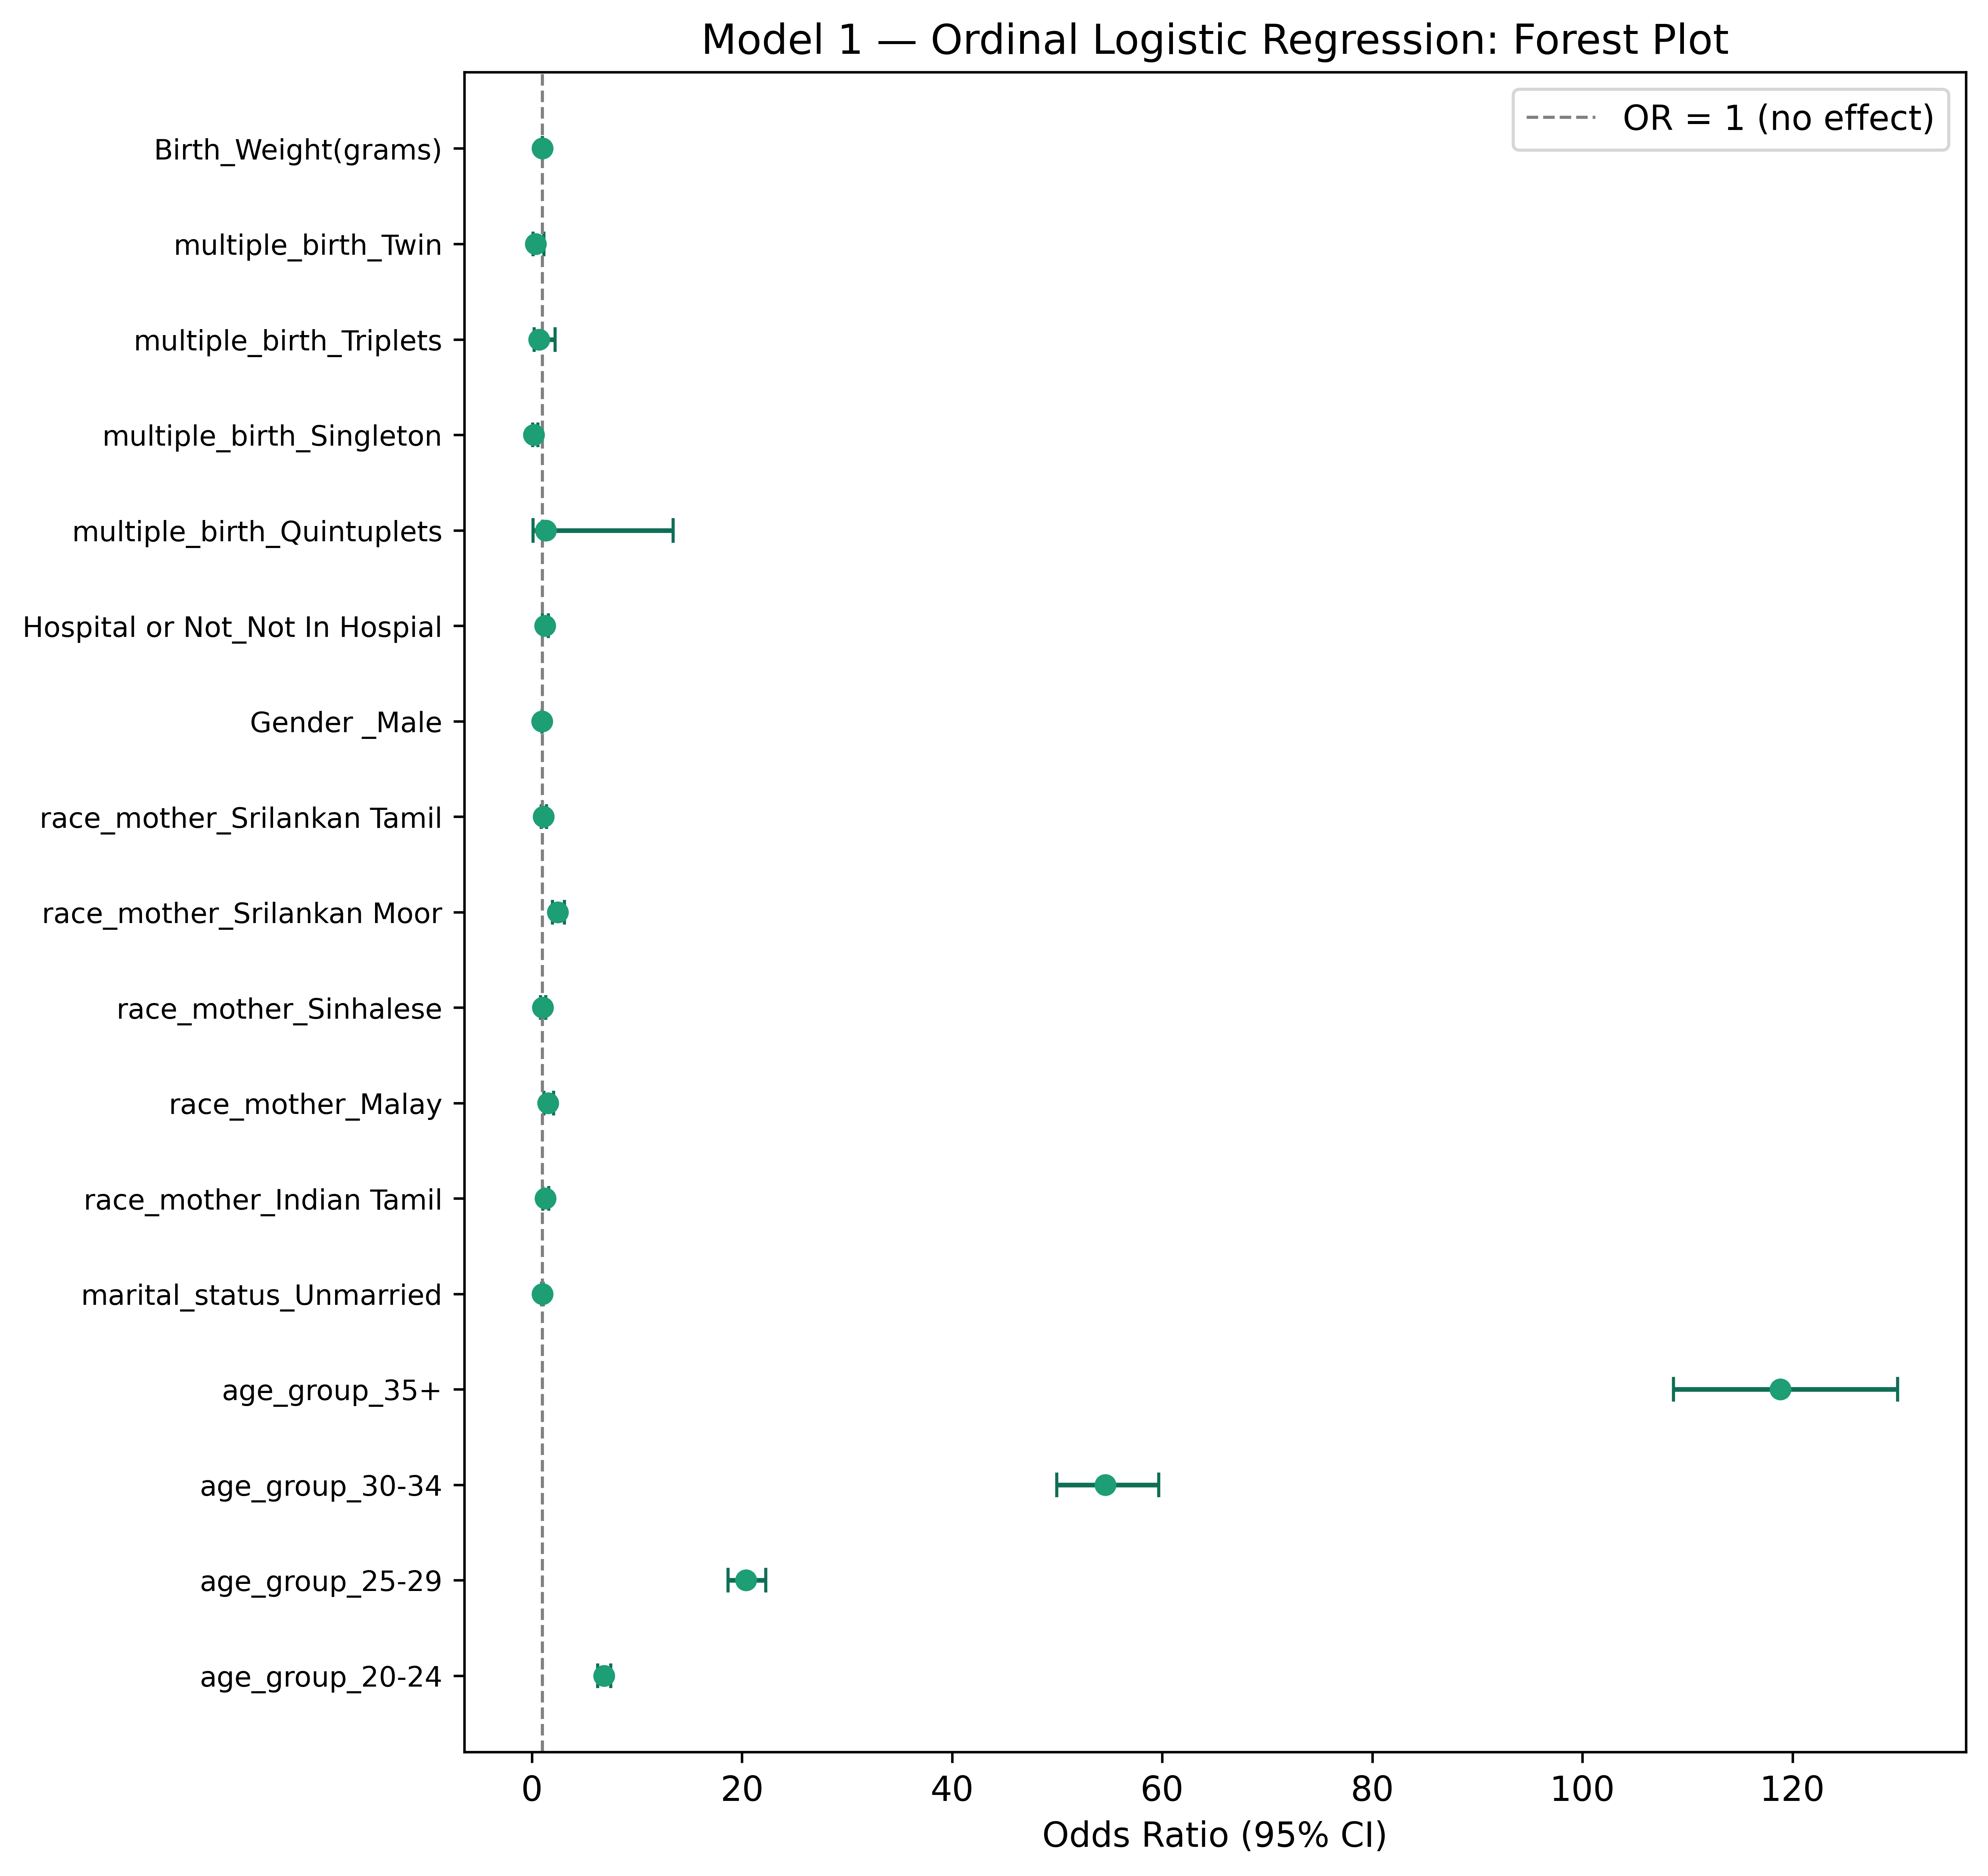 Model 1 — Ordinal Logistic Regression: Forest Plot
OR = 1 (no effect)
Birth_Weight(grams)
multiple_birth_Twin
multiple_birth_Triplets
multiple_birth_Singleton
multiple_birth_Quintuplets
Hospital or Not_Not In Hospial
Gender _Male
race_mother_Srilankan Tamil
race_mother_Srilankan Moor
race_mother_Sinhalese
race_mother_Malay
race_mother_Indian Tamil
marital_status_Unmarried
age_group_35+
age_group_30-34
age_group_25-29
age_group_20-24
0 20 40 60 80 100 120
Odds Ratio (95% CI)